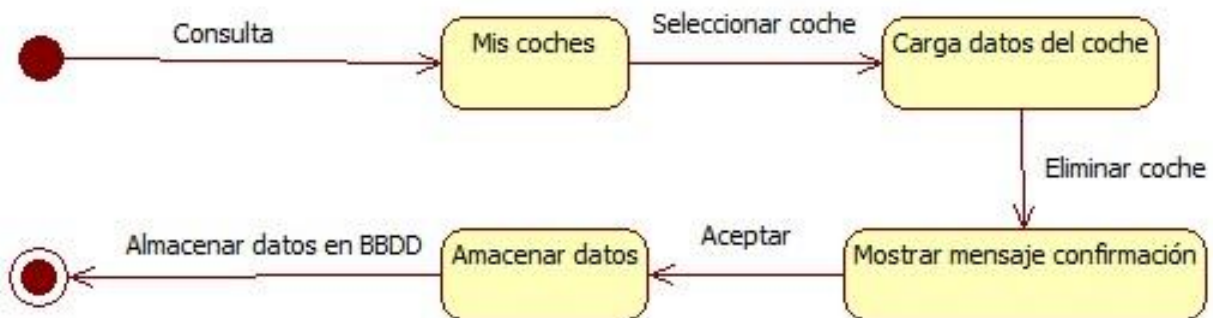 Consulta
Mis coches
Seleccionar coche
Carga datos del coche
Eliminar coche
Mostrar mensaje confirmación
Aceptar
Amacenar datos
Almacenar datos en BBDD